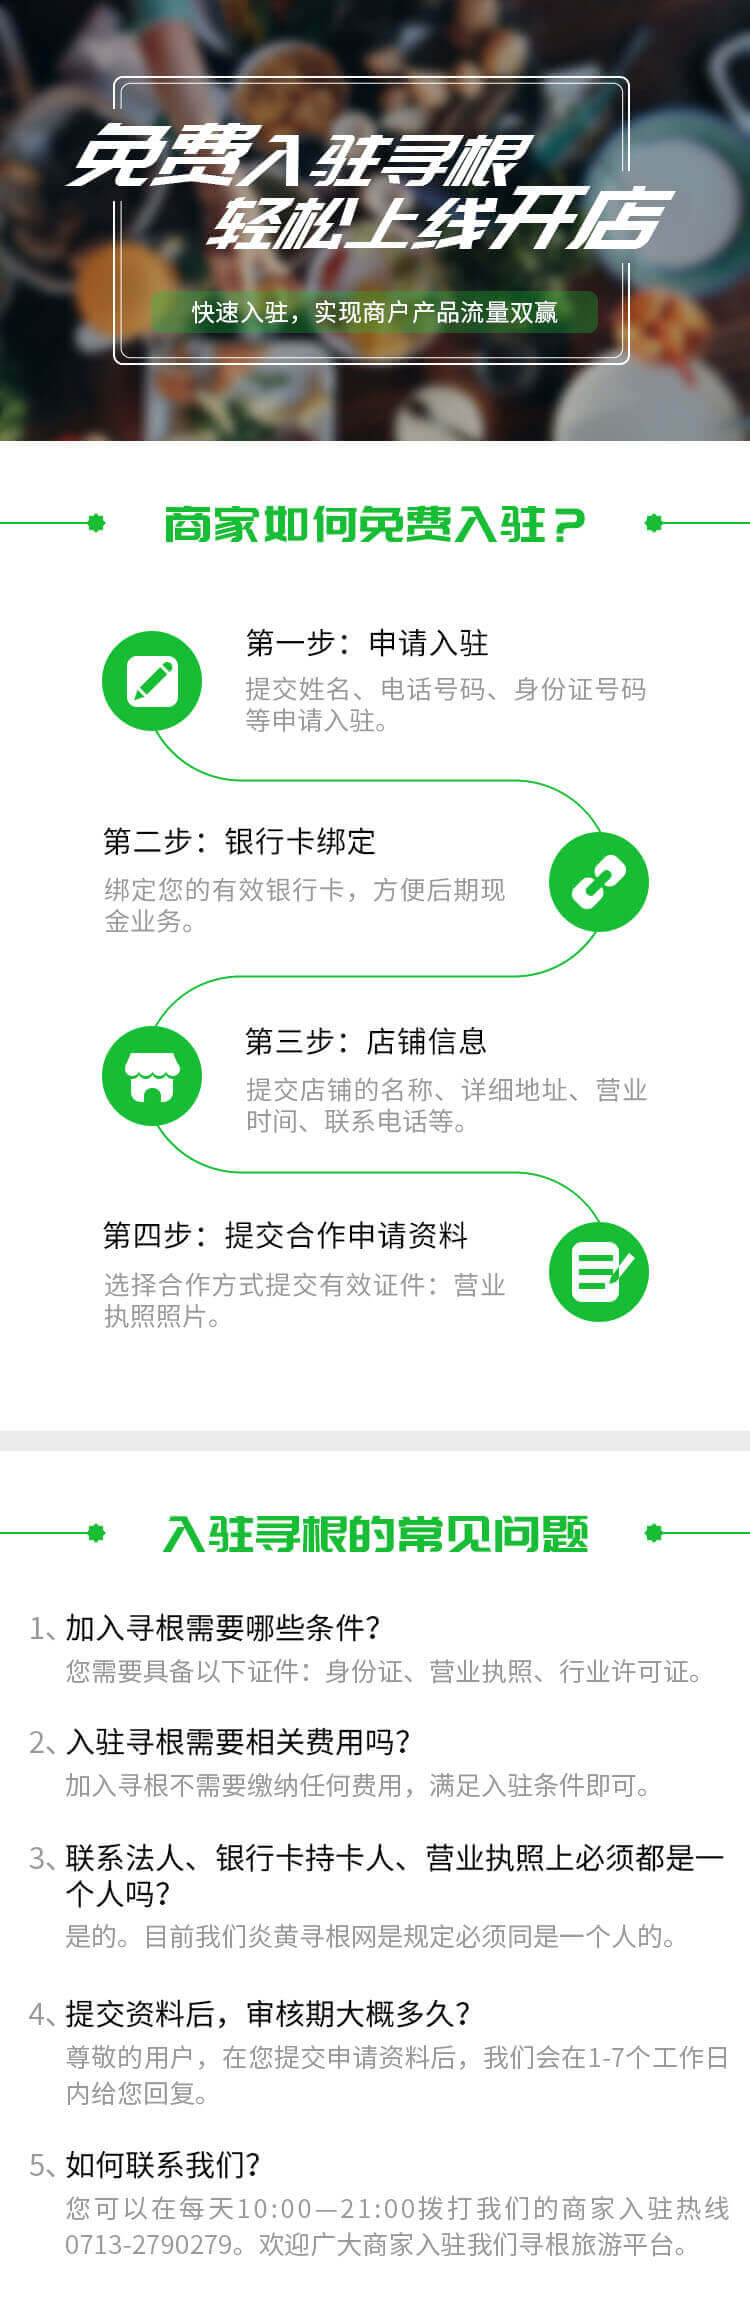 免费入驻寻根
轻松上线开店
快速入驻，实现商户产品流量双赢
商家如何免费入驻？
第一步：申请入驻
提交姓名、电话号码、身份证号码
等申请入驻。
第二步：银行卡绑定
绑定您的有效银行卡，方便后期现
金业务。
第三步：店铺信息
提交店铺的名称、详细地址、营业
时间、联系电话等。
第四步：提交合作申请资料
选择合作方式提交有效证件：营业
执照照片。
入驻寻根的常见问题
1、加入寻根需要哪些条件？
您需要具备以下证件：身份证、营业执照、行业许可证。
2、入驻寻根需要相关费用吗？
加入寻根不需要缴纳任何费用，满足入驻条件即可。
3、联系法人、银行卡持卡人、营业执照上必须都是一
个人吗？
是的。目前我们炎黄寻根网是规定必须同是一个人的。
4、提交资料后，审核期大概多久？
尊敬的用户，在您提交申请资料后，我们会在1-7个工作日
内给您回复。
5、如何联系我们？
您可以在每天10:00—21:00拨打我们的商家入驻热线
0713-2790279。欢迎广大商家入驻我们寻根旅游平台。